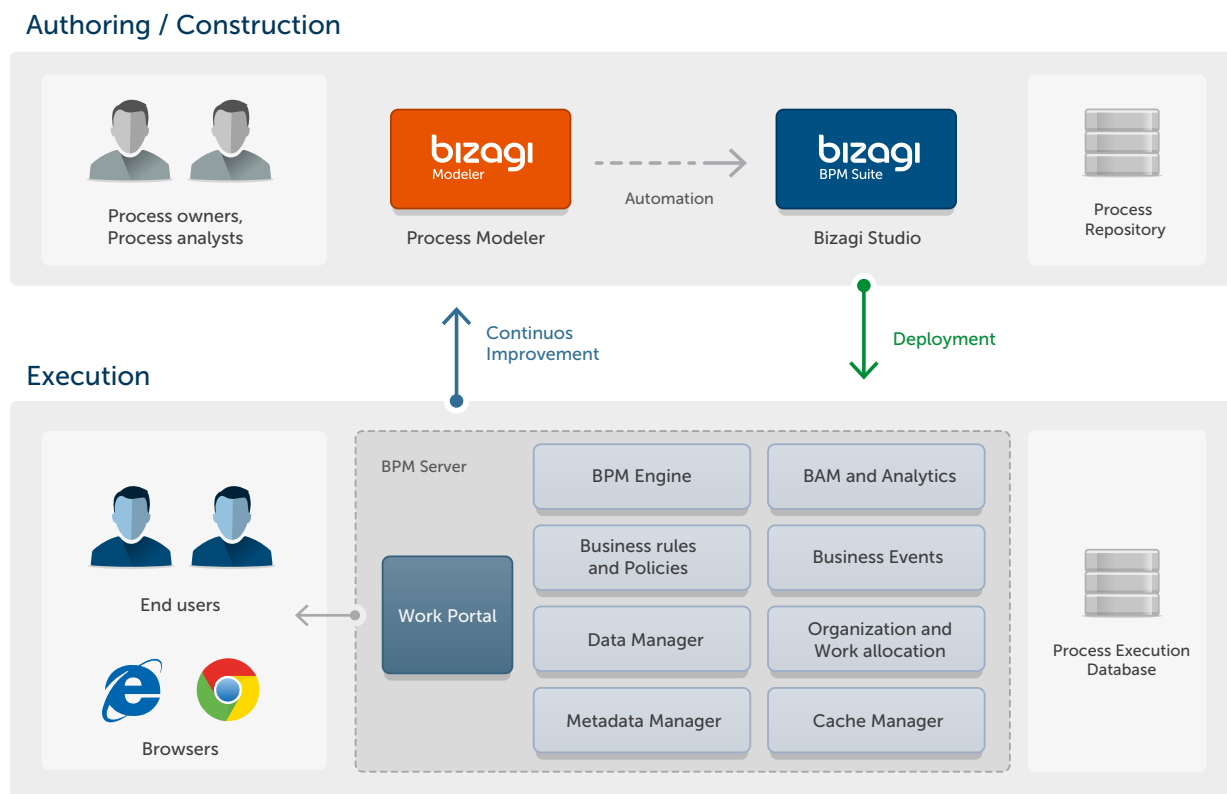 Authoring / Construction
Process owners,
Process analysts
bizagi
Modeler
Process Modeler
Automation
bizagi
BPM Suite
Bizagi Studio
Process
Repository
Continuos
Improvement
Deployment
Execution
End users
Browsers
BPM Server
Work Portal
BPM Engine
BAM and Analytics
Business rules
and Policies
Business Events
Data Manager
Organization and
Work allocation
Metadata Manager
Cache Manager
Process Execution
Database